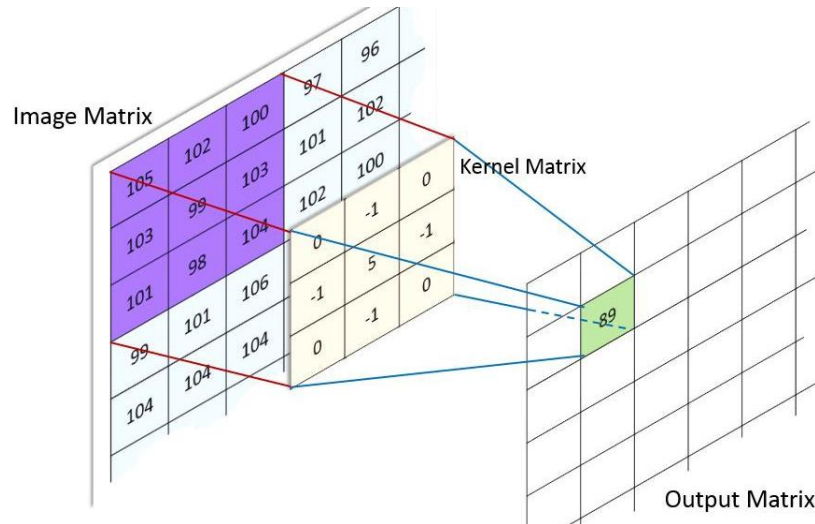 Image Matrix
105 102 100 97 96
103 99 103 101 102
101 98 104 102 100
99 101 106
104 104 104
Kernel Matrix
0 -1 0
-1 5 -1
0 -1 0
89
Output Matrix